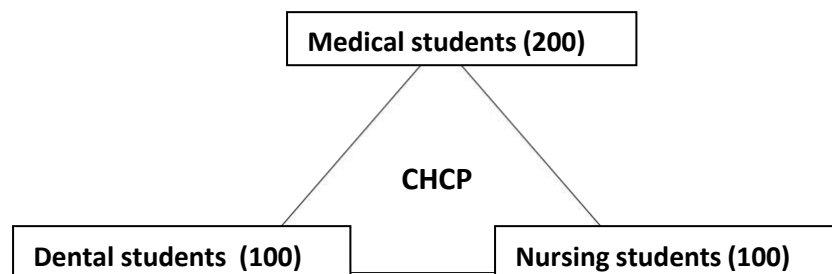 Medical students (200)
CHCP
Dental students (100)
Nursing students (100)